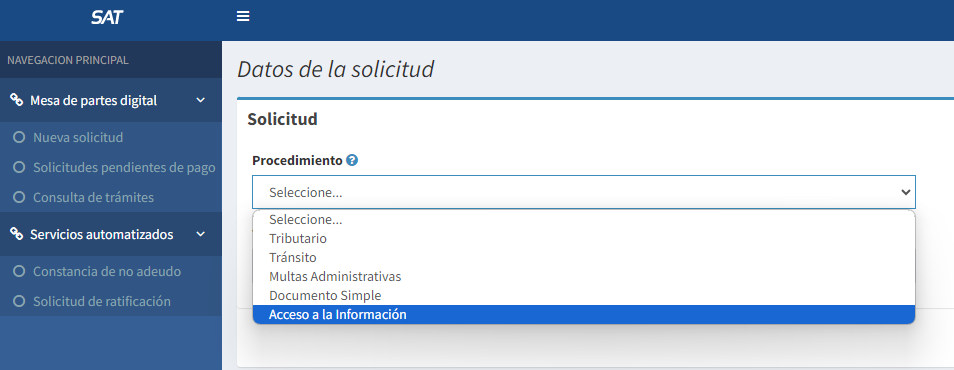 SAT
NAVEGACION PRINCIPAL
Mesa de partes digital
Nueva solicitud
Solicitudes pendientes de pago
Consulta de trámites
Servicios automatizados
Constancia de no adeudo
Solicitud de ratificación
Datos de la solicitud
Solicitud
Procedimiento
Seleccione...
Seleccione...
Tributario
Tránsito
Multas Administrativas
Documento Simple
Acceso a la Información